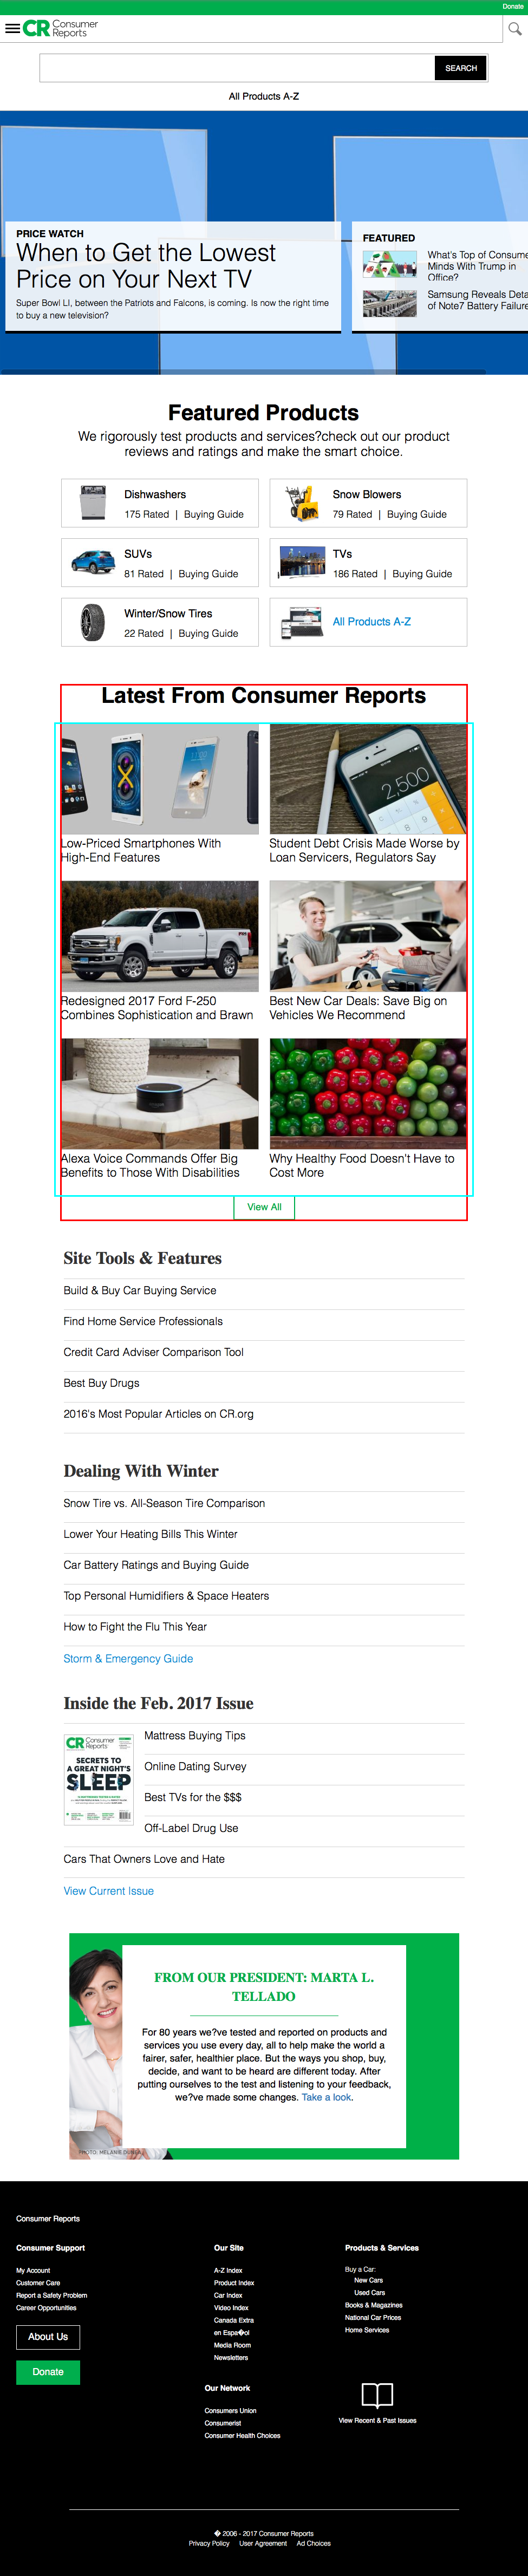 Donate
CR Consumer Reports
SEARCH
All Products A-Z
PRICE WATCH
When to Get the Lowest
Price on Your Next TV
Super Bowl LI, between the Patriots and Falcons, is coming. Is now the right time
to buy a new television?
FEATURED
What's Top of Consume
Minds With Trump in
Office?
Samsung Reveals Deta
of Note7 Battery Failure
Featured Products
We rigorously test products and services?check out our product
reviews and ratings and make the smart choice.
Dishwashers
175 Rated | Buying Guide
Snow Blowers
79 Rated | Buying Guide
SUVs
81 Rated | Buying Guide
TVs
186 Rated | Buying Guide
Winter/Snow Tires
22 Rated | Buying Guide
All Products A-Z
Latest From Consumer Reports
2,500
Low-Priced Smartphones With
High-End Features
Student Debt Crisis Made Worse by
Loan Servicers, Regulators Say
Redesigned 2017 Ford F-250
Combines Sophistication and Brawn
Best New Car Deals: Save Big on
Vehicles We Recommend
Alexa Voice Commands Offer Big
Benefits to Those With Disabilities
Why Healthy Food Doesn't Have to
Cost More
View All
Site Tools & Features
Build & Buy Car Buying Service
Find Home Service Professionals
Credit Card Adviser Comparison Tool
Best Buy Drugs
2016's Most Popular Articles on CR.org
Dealing With Winter
Snow Tire vs. All-Season Tire Comparison
Lower Your Heating Bills This Winter
Car Battery Ratings and Buying Guide
Top Personal Humidifiers & Space Heaters
How to Fight the Flu This Year
Storm & Emergency Guide
Inside the Feb. 2017 Issue
CR Consumer Reports
SECRETS TO
A GREAT NIGHT'S
SLEEP
Mattress Buying Tips
Online Dating Survey
Best TVs for the $$$
Off-Label Drug Use
Cars That Owners Love and Hate
View Current Issue
FROM OUR PRESIDENT: MARTA L.
TELLADO
For 80 years we?ve tested and reported on products and
services you use every day, all to help make the world a
fairer, safer, healthier place. But the ways you shop, buy,
decide, and want to be heard are different today. After
putting ourselves to the test and listening to your feedback,
we?ve made some changes. Take a look.
PHOTO: MELANIE
Consumer Reports
Consumer Support
My Account
Customer Care
Report a Safety Problem
Career Opportunities
About Us
Donate
Our Site
A-Z Index
Product Index
Car Index
Video Index
Canada Extra
en Espa�ol
Media Room
Newsletters
Products & Services
Buy a Car:
New Cars
Used Cars
Books & Magazines
National Car Prices
Home Services
Our Network
Consumers Union
Consumerist
Consumer Health Choices
View Recent & Past Issues
� 2006 - 2017 Consumer Reports
Privacy Policy User Agreement Ad Choices